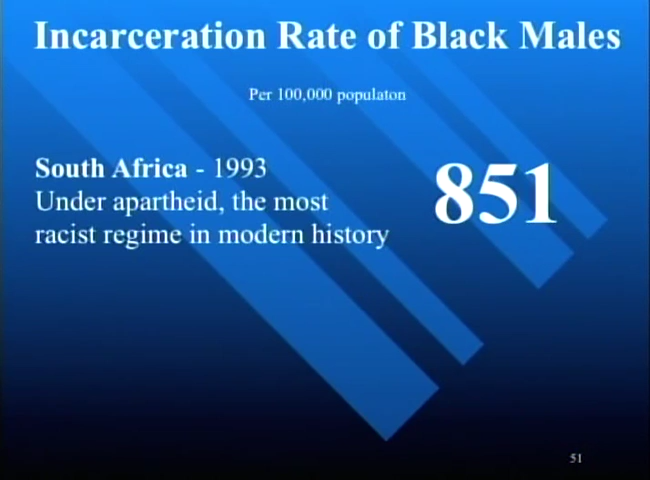 Incarceration Rate of Black Males
Per 100,000 populaton
South Africa - 1993
Under apartheid, the most
racist regime in modern history
851
51